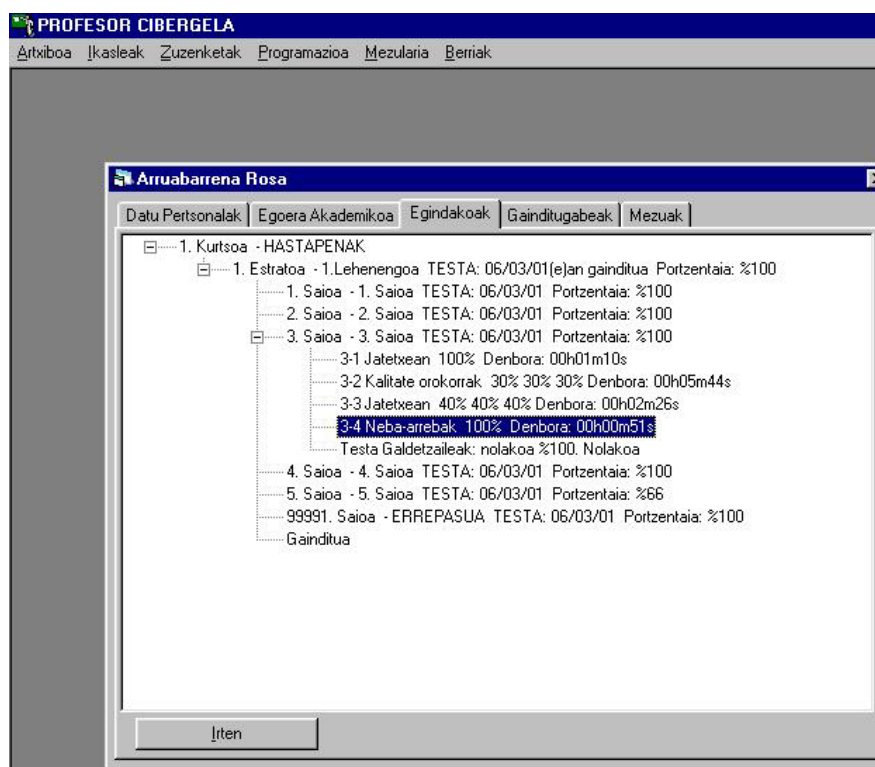 PROFESOR CIBERGELA
Artxiboa Ikasleak Zuzenketak Programazioa Mezularia Berriak
Arruabarrena Rosa
Datu Pertsonalak Egoera Akademikoa Egindakoak Gainditugabeak Mezuak
1. Kurtsoa - HASTAPENAK
1. Estratoa - 1.Lehenengoa TESTA: 06/03/01(e)an gainditua Portzentaia: %100
1. Saioa - 1. Saioa TESTA: 06/03/01 Portzentaia: %100
2. Saioa - 2. Saioa TESTA: 06/03/01 Portzentaia: %100
3. Saioa - 3. Saioa TESTA: 06/03/01 Portzentaia: %100
3-1 Jatetxean 100% Denbora: 00h01m10s
3-2 Kalitate orokorrak 30% 30% 30% Denbora: 00h05m44s
3-3 Jatetxean 40% 40% 40% Denbora: 00h02m26s
3-4 Neba-arrebak 100% Denbora: 00h00m51s
Testa Galdetzaileak: nolakoa %100. Nolakoa
4. Saioa - 4. Saioa TESTA: 06/03/01 Portzentaia: %100
5. Saioa - 5. Saioa TESTA: 06/03/01 Portzentaia: %66
99991. Saioa - ERREPASUA TESTA: 06/03/01 Portzentaia: %100
Gainditua
Irten